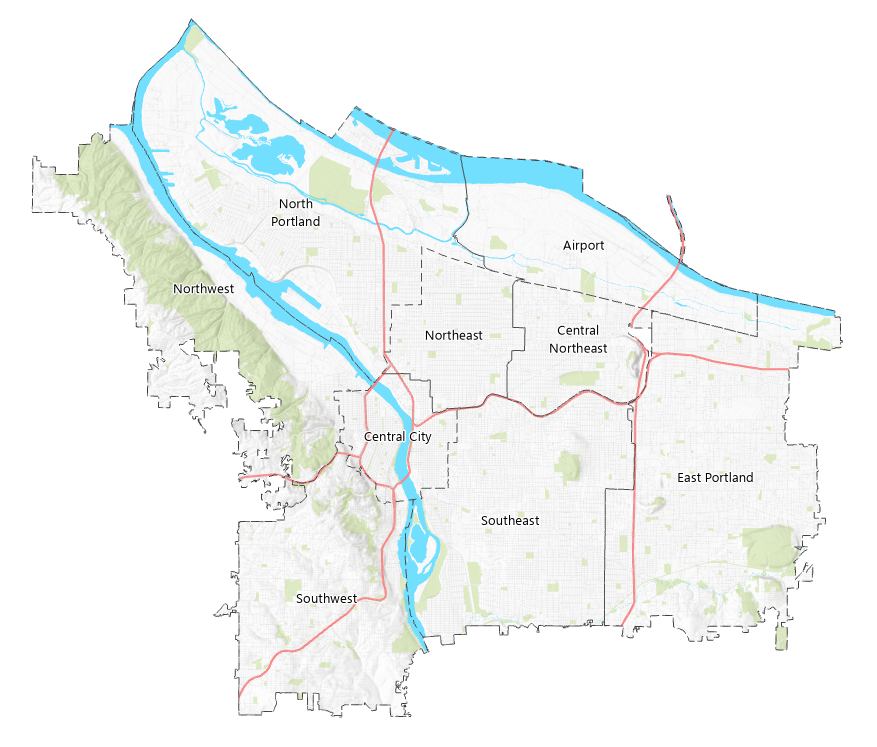 North
Portland
Airport
Northwest
Northeast
Central
Northeast
Central City
East Portland
Southeast
Southwest